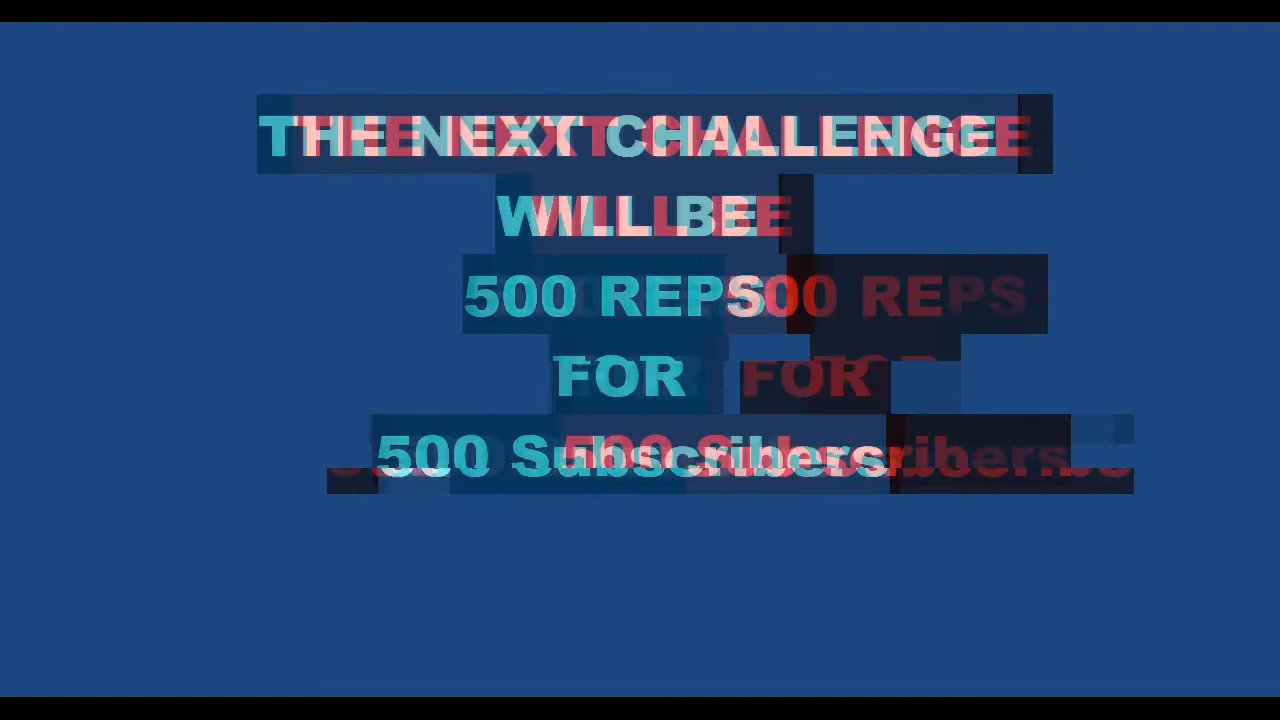 THE NEXT CHALLENGE
WILL BE
500 REPS
FOR
500 Subscribers